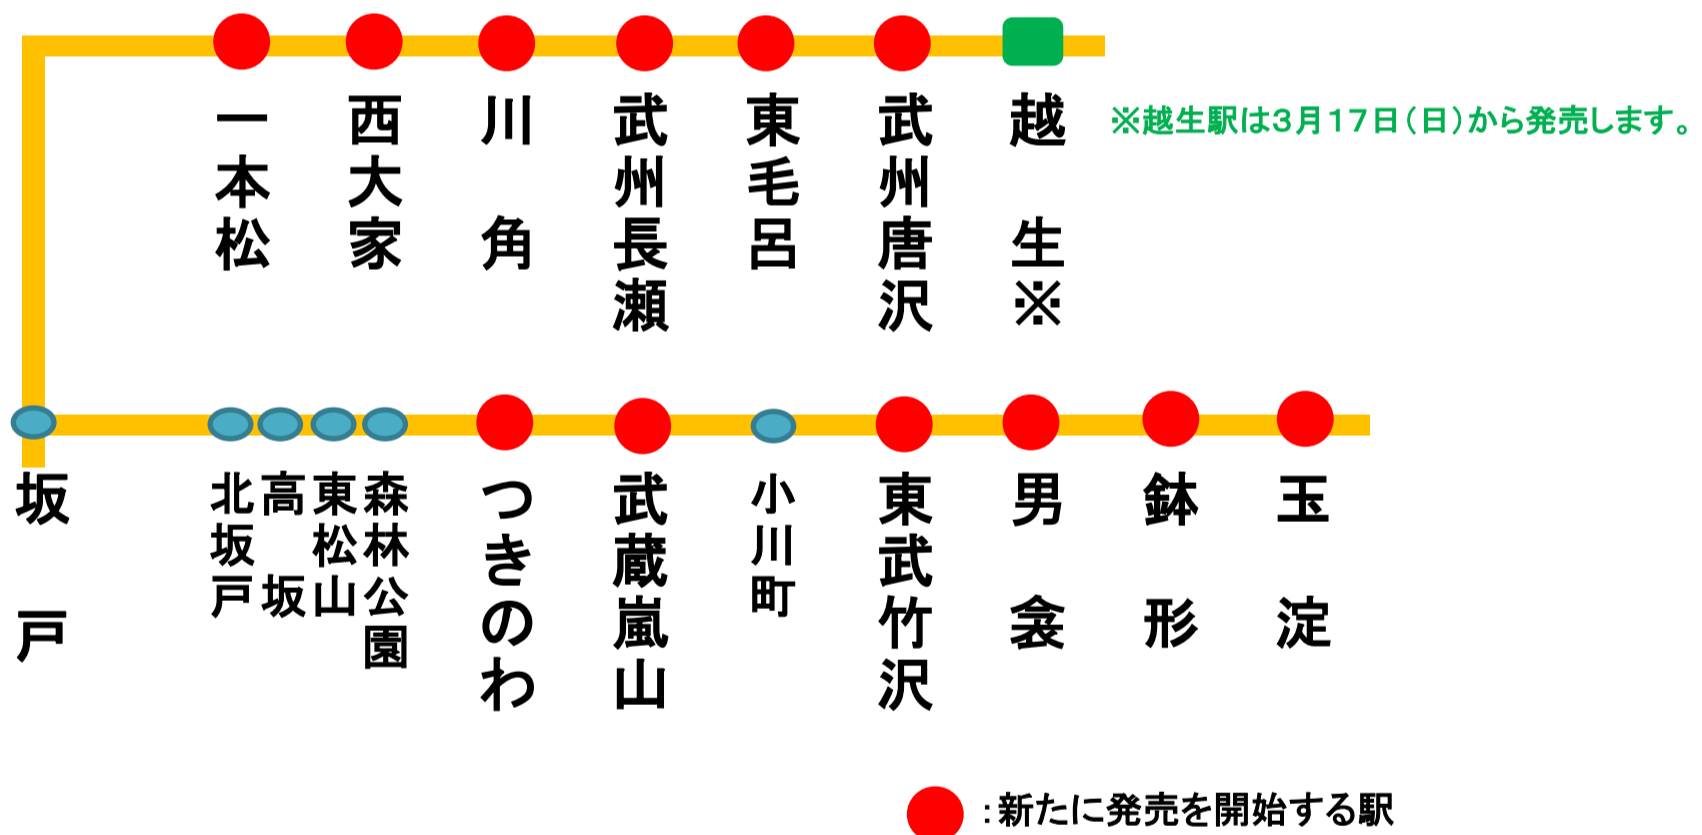 一本松
西大家
川角
武州長瀬
東毛呂
武州唐沢
越生※
※越生駅は3月17日(日)から発売します。
坂戸
北坂戸
高坂
東松山
森林公園
つきのわ
武蔵嵐山
小川町
東武竹沢
男衾
鉢形
玉淀
:新たに発売を開始する駅